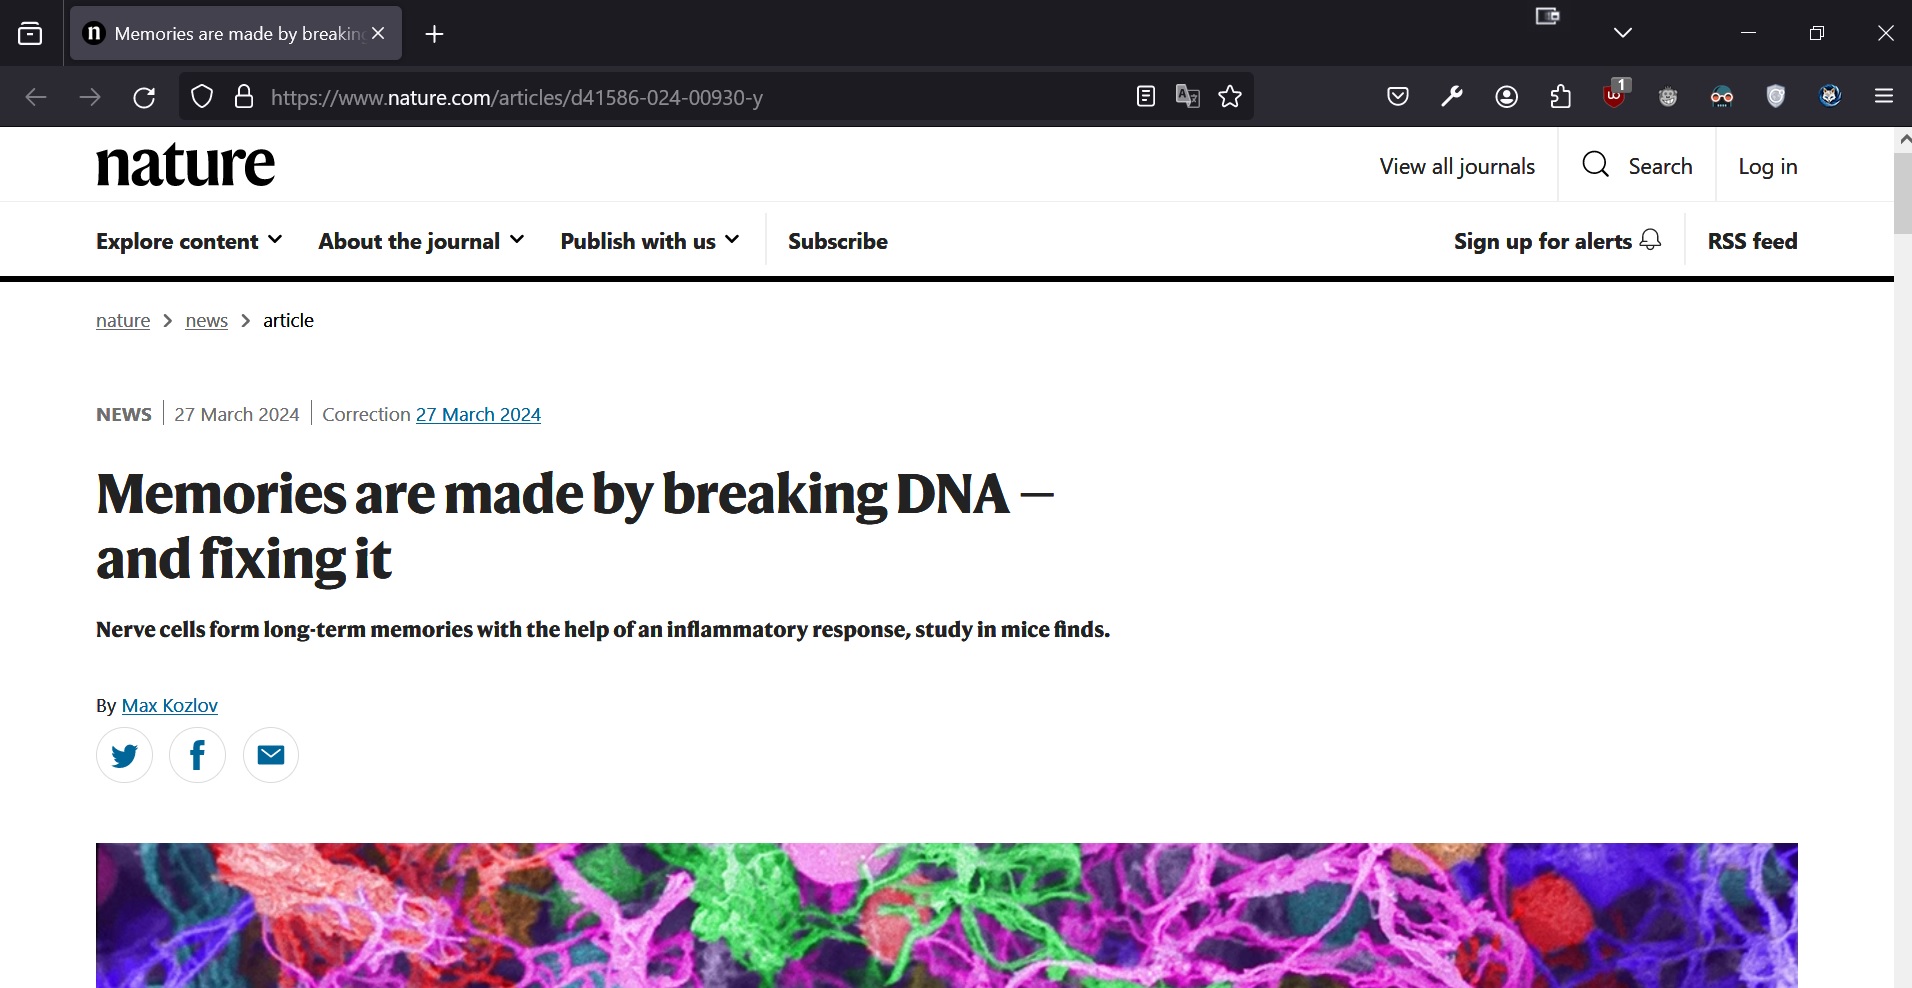 Memories are made by breaking
https://www.nature.com/articles/d41586-024-00930-y
1
nature
View all journals
Search
Log in
Explore content
About the journal
Publish with us
Subscribe
Sign up for alerts
RSS feed
nature > news > article
NEWS | 27 March 2024 | Correction 27 March 2024
Memories are made by breaking DNA —
and fixing it
Nerve cells form long-term memories with the help of an inflammatory response, study in mice finds.
By Max Kozlov